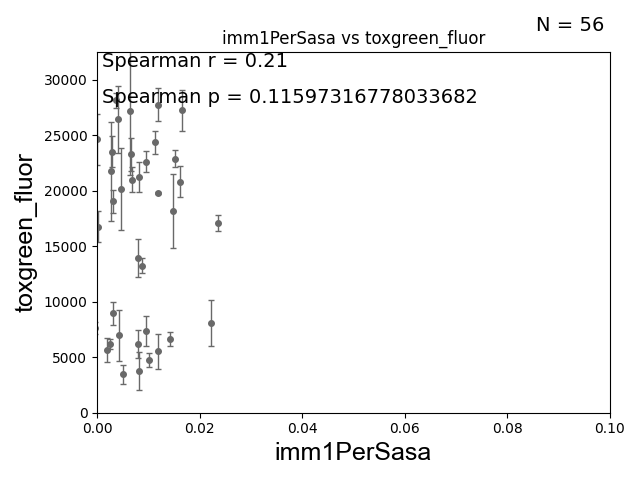 N = 56
imm1PerSasa vs toxgreen_fluor
Spearman r = 0.21
Spearman p = 0.11597316778033682
30000
25000
20000
15000
10000
5000
0
toxgreen_fluor
0.00 0.02 0.04 0.06 0.08 0.10
imm1PerSasa